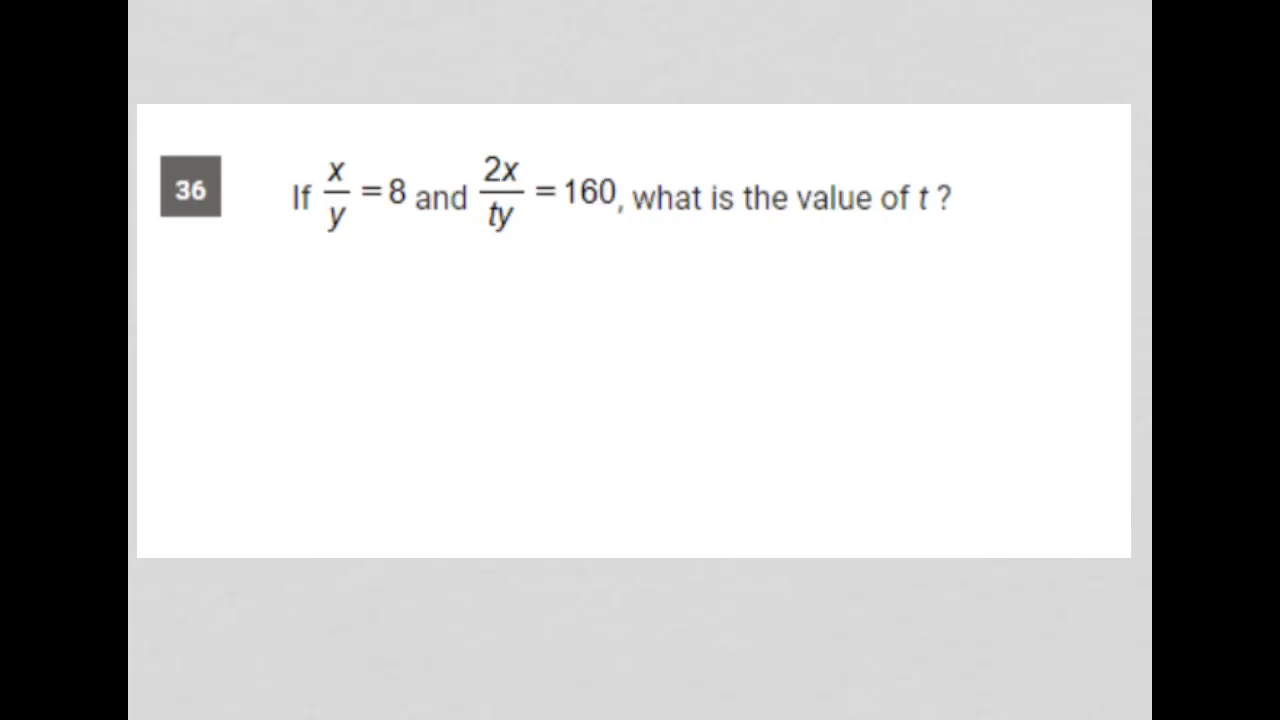 36
If x/y = 8 and 2x/ty = 160, what is the value of t ?